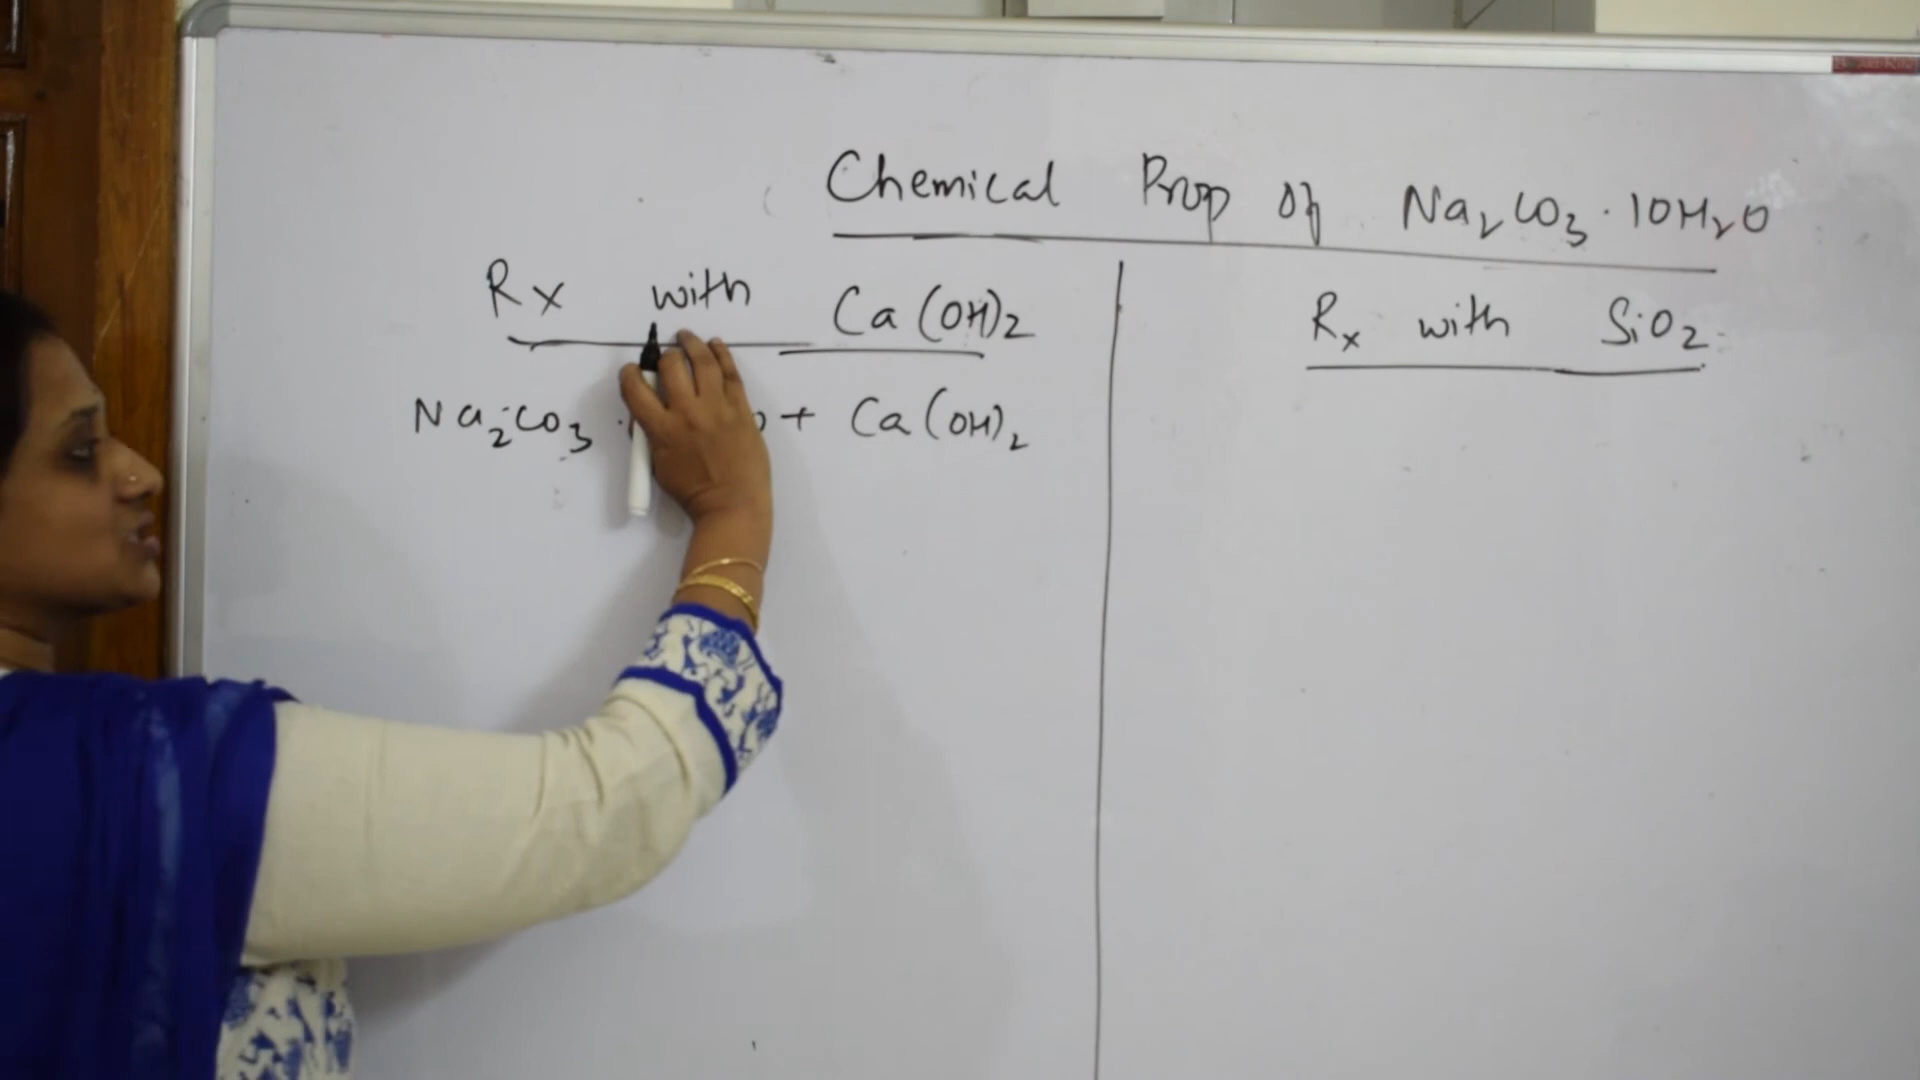 Chemical Prop Of Na₂CO₃·10H₂O
Rx with Ca(OH)₂
Na₂CO₃ · + Ca(OH)₂
Rx with SiO₂